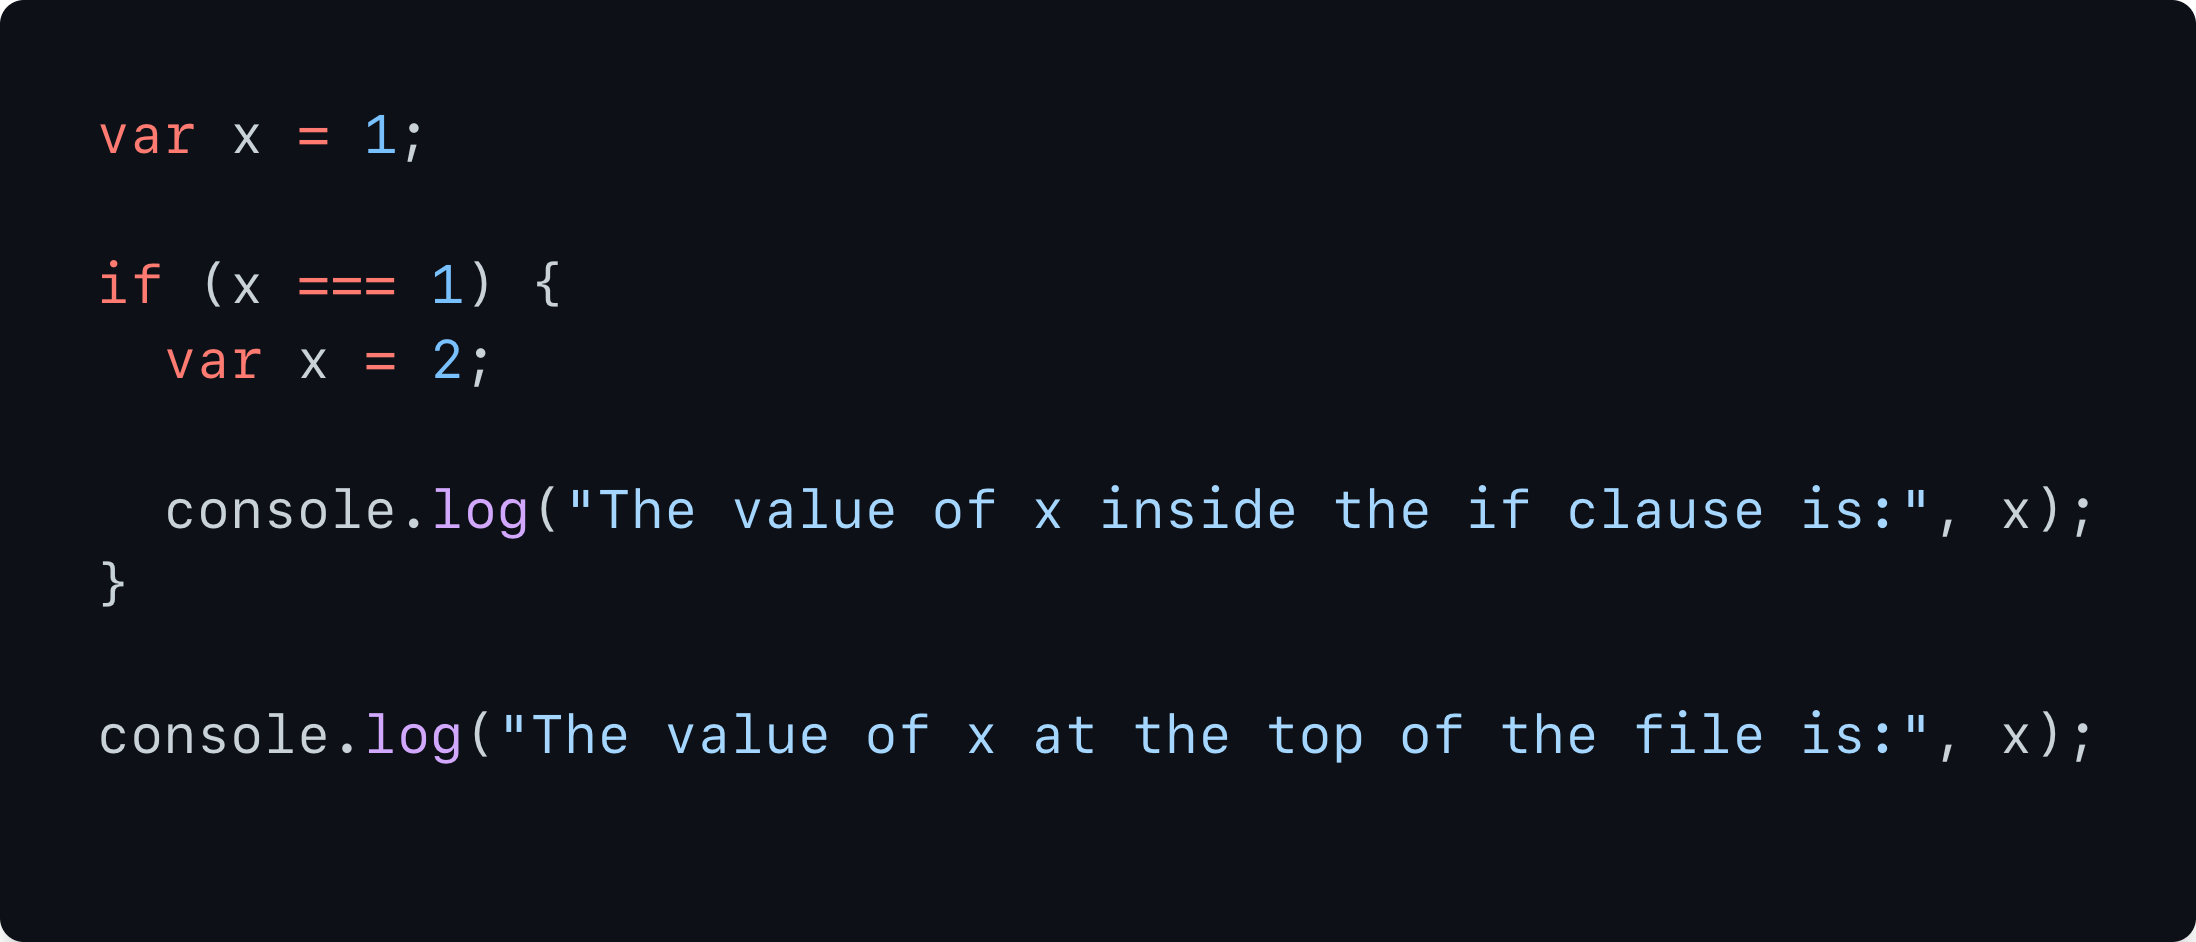 var x = 1;
if (x === 1) {
  var x = 2;
  console.log("The value of x inside the if clause is:", x);
}
console.log("The value of x at the top of the file is:", x);